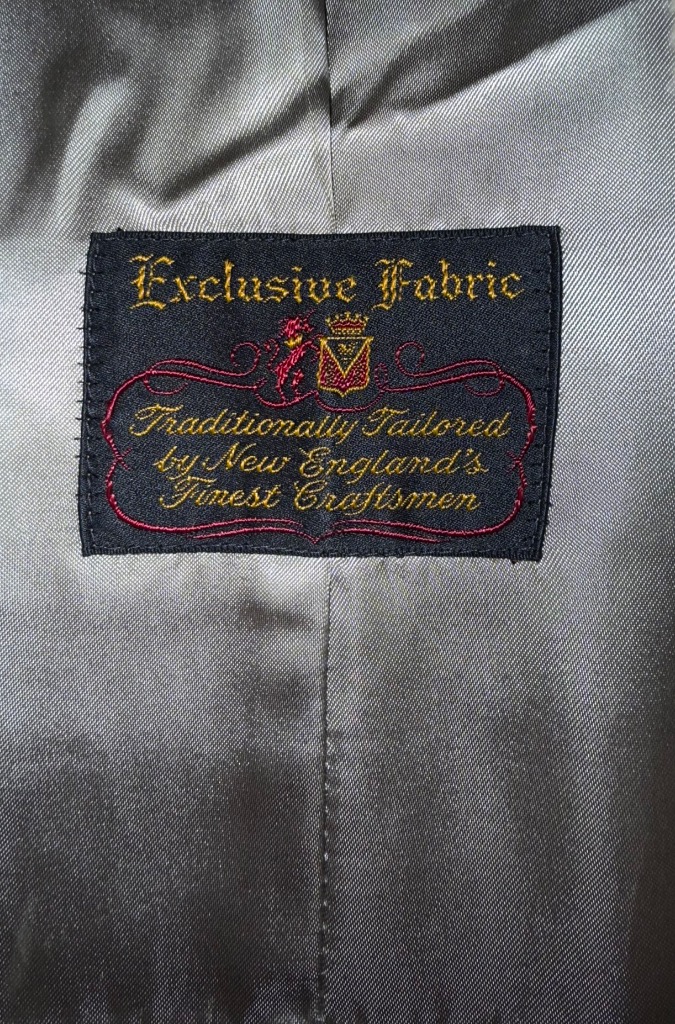 Exclusive Fabric
Traditionally Tailored
by New England's
Finest Craftsmen